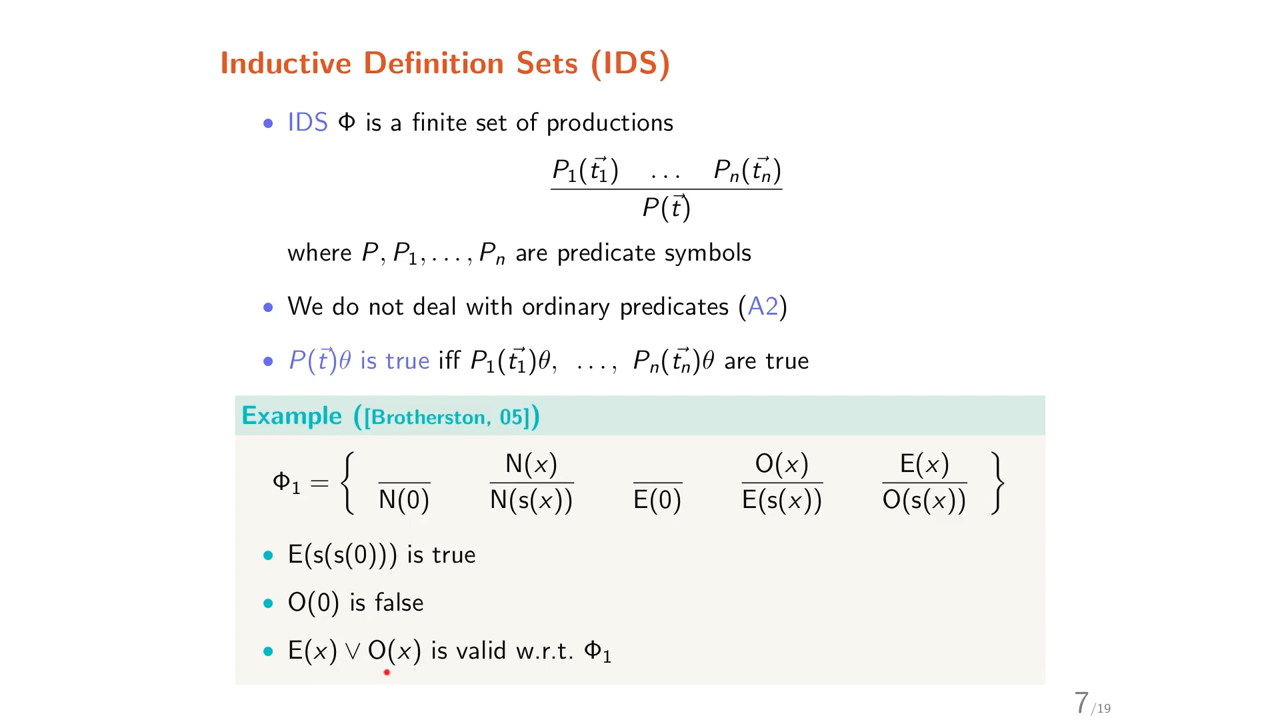 Inductive Definition Sets (IDS)
• IDS Φ is a finite set of productions
P₁(t⃗₁) ... Pₙ(t⃗ₙ)
P(t⃗)
where P, P₁, ..., Pₙ are predicate symbols
• We do not deal with ordinary predicates (A2)
• P(t⃗)θ is true iff P₁(t⃗₁)θ, ..., Pₙ(t⃗ₙ)θ are true
Example ([Brotherston, 05])
N(x) O(x) E(x)
Φ₁ = { }
N(0) N(s(x)) E(0) E(s(x)) O(s(x))
• E(s(s(0))) is true
• O(0) is false
• E(x) ∨ O(x) is valid w.r.t. Φ₁
7/19